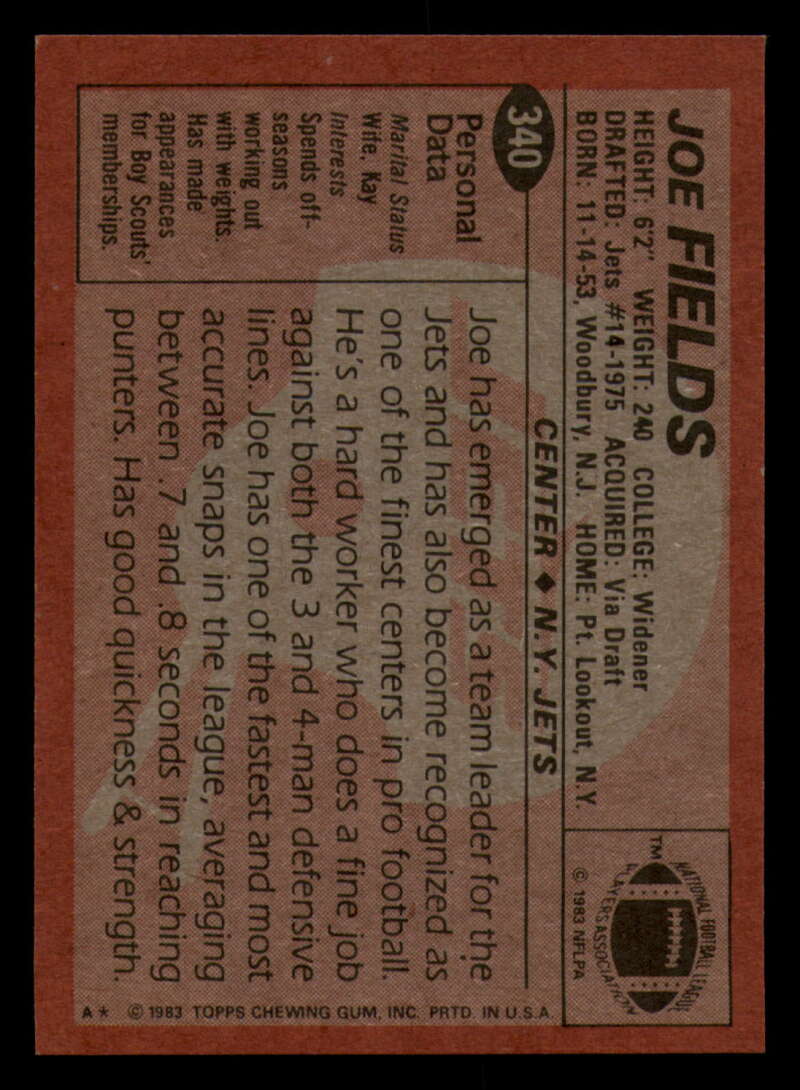 JOE FIELDS
HEIGHT: 6'2" WEIGHT: 240 COLLEGE: Widener
DRAFTED: Jets #14-1975 ACQUIRED: Via Draft
BORN: 11-14-53, Woodbury, N.J. HOME: Pt. Lookout, N.Y.
NATIONAL FOOTBALL LEAGUE
PLAYERS ASSOCIATION
TM
© 1983 NFLPA
340
CENTER ♦ N.Y. JETS
Personal
Data
Marital Status
Wife, Kay
Interests
Spends off-
seasons
working out
with weights.
Has made
appearances
for Boy Scouts'
memberships.
Joe has emerged as a team leader for the
Jets and has also become recognized as
one of the finest centers in pro football.
He's a hard worker who does a fine job
against both the 3 and 4-man defensive
lines. Joe has one of the fastest and most
accurate snaps in the league, averaging
between .7 and .8 seconds in reaching
punters. Has good quickness & strength.
A* © 1983 TOPPS CHEWING GUM, INC. PRTD. IN U.S.A.